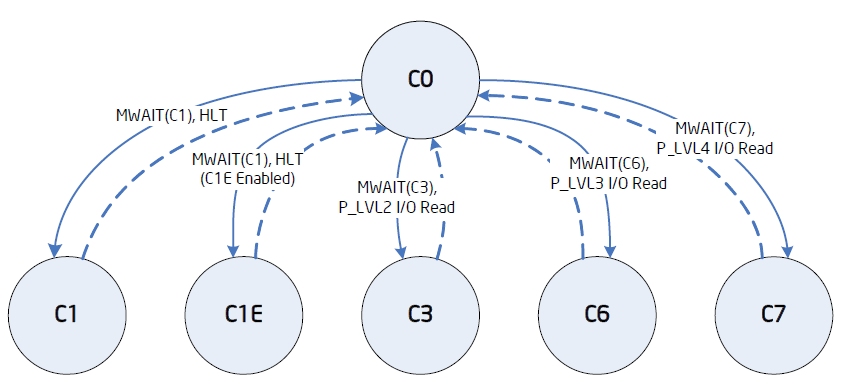 C0
MWAIT(C1), HLT
MWAIT(C1), HLT
(C1E Enabled)
MWAIT(C3),
P_LVL2 I/O Read
MWAIT(C6),
P_LVL3 I/O Read
MWAIT(C7),
P_LVL4 I/O Read
C1
C1E
C3
C6
C7